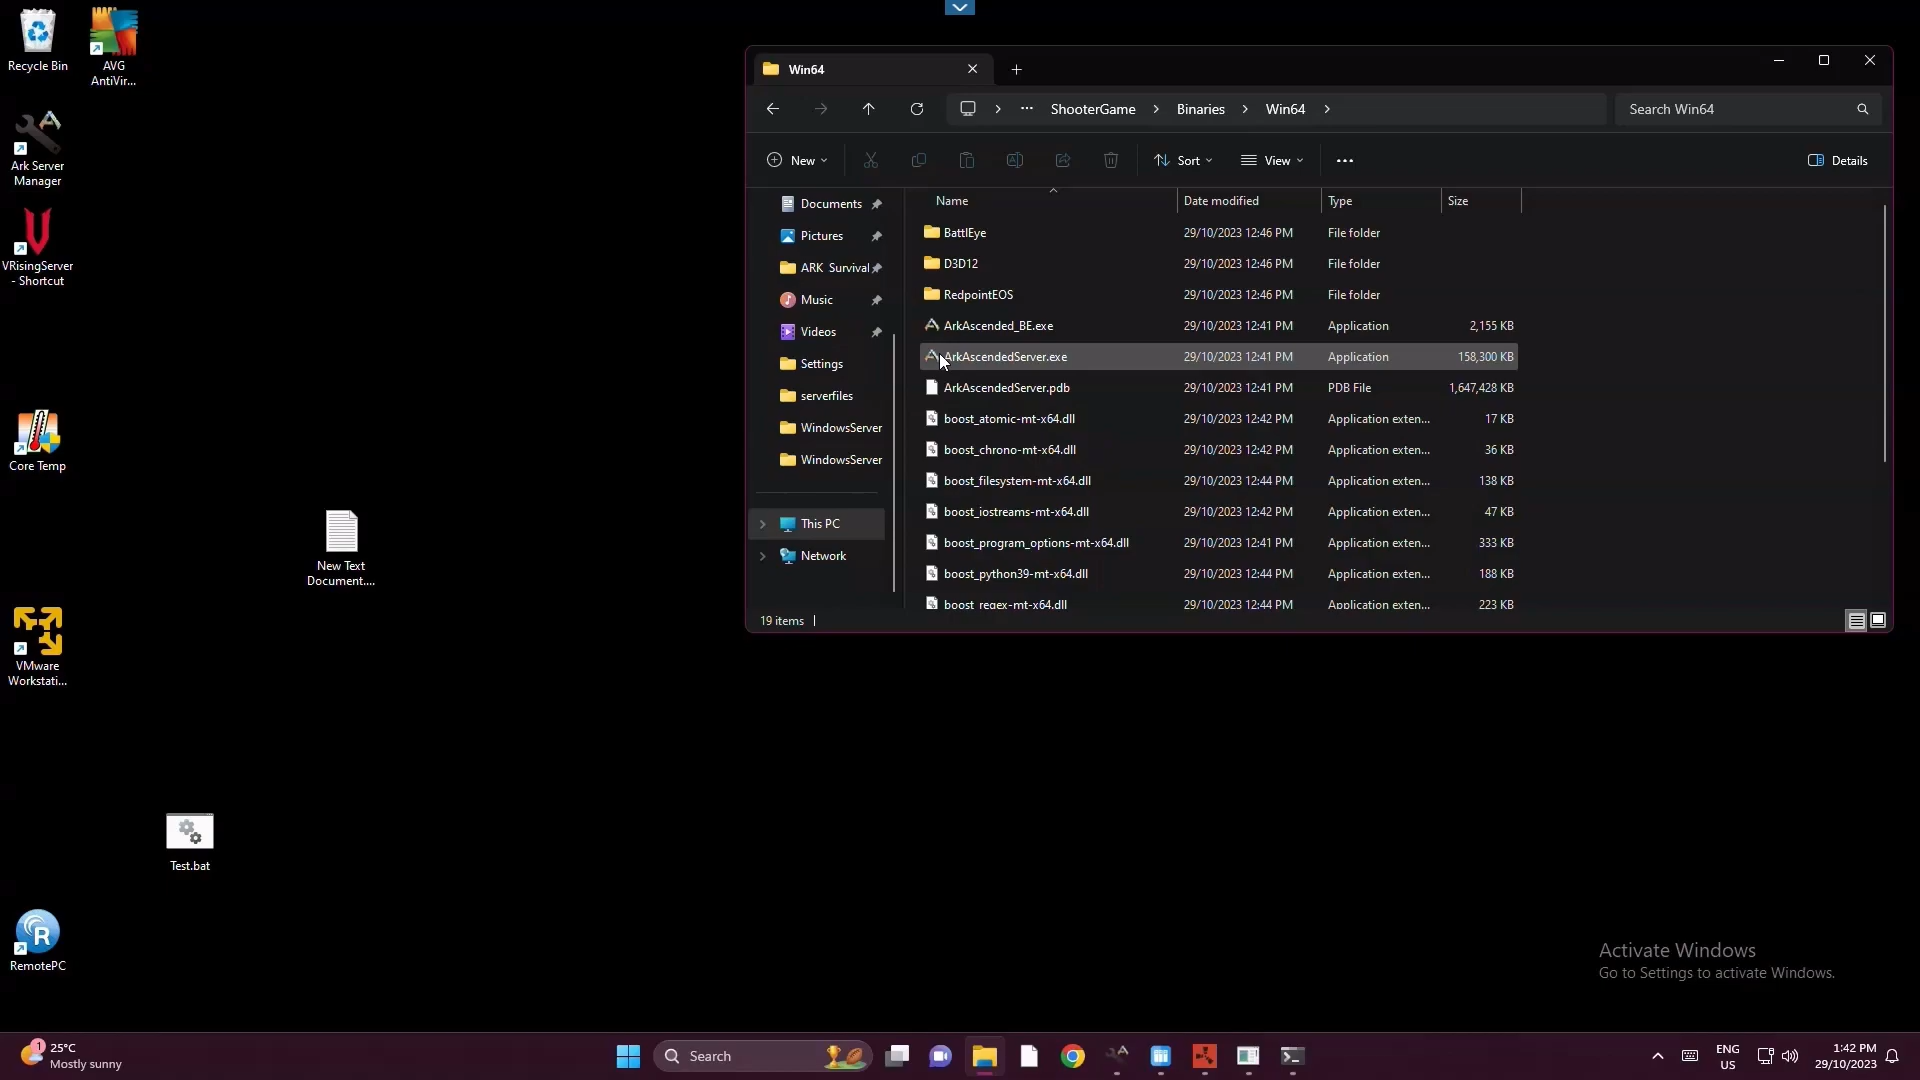 Recycle Bin
AVG
AntiVir...
Ark Server
Manager
VRisingServer
- Shortcut
Core Temp
New Text
Document....
VMware
Workstati...
Test.bat
RemotePC
Win64
ShooterGame
Binaries
Win64
Search Win64
New
Sort
View
Details
Documents
Pictures
ARK Survival
Music
Videos
Settings
serverfiles
WindowsServer
WindowsServer
This PC
Network
Name Date modified Type Size
BattlEye 29/10/2023 12:46 PM File folder
D3D12 29/10/2023 12:46 PM File folder
RedpointEOS 29/10/2023 12:46 PM File folder
ArkAscended_BE.exe 29/10/2023 12:41 PM Application 2,155 KB
ArkAscendedServer.exe 29/10/2023 12:41 PM Application 158,300 KB
ArkAscendedServer.pdb 29/10/2023 12:41 PM PDB File 1,647,428 KB
boost_atomic-mt-x64.dll 29/10/2023 12:42 PM Application exten... 17 KB
boost_chrono-mt-x64.dll 29/10/2023 12:42 PM Application exten... 36 KB
boost_filesystem-mt-x64.dll 29/10/2023 12:44 PM Application exten... 138 KB
boost_iostreams-mt-x64.dll 29/10/2023 12:42 PM Application exten... 47 KB
boost_program_options-mt-x64.dll 29/10/2023 12:41 PM Application exten... 333 KB
boost_python39-mt-x64.dll 29/10/2023 12:44 PM Application exten... 188 KB
boost_regex-mt-x64.dll 29/10/2023 12:44 PM Application exten... 223 KB
19 items
Activate Windows
Go to Settings to activate Windows.
1
25°C
Mostly sunny
Search
ENG
US
1:42 PM
29/10/2023